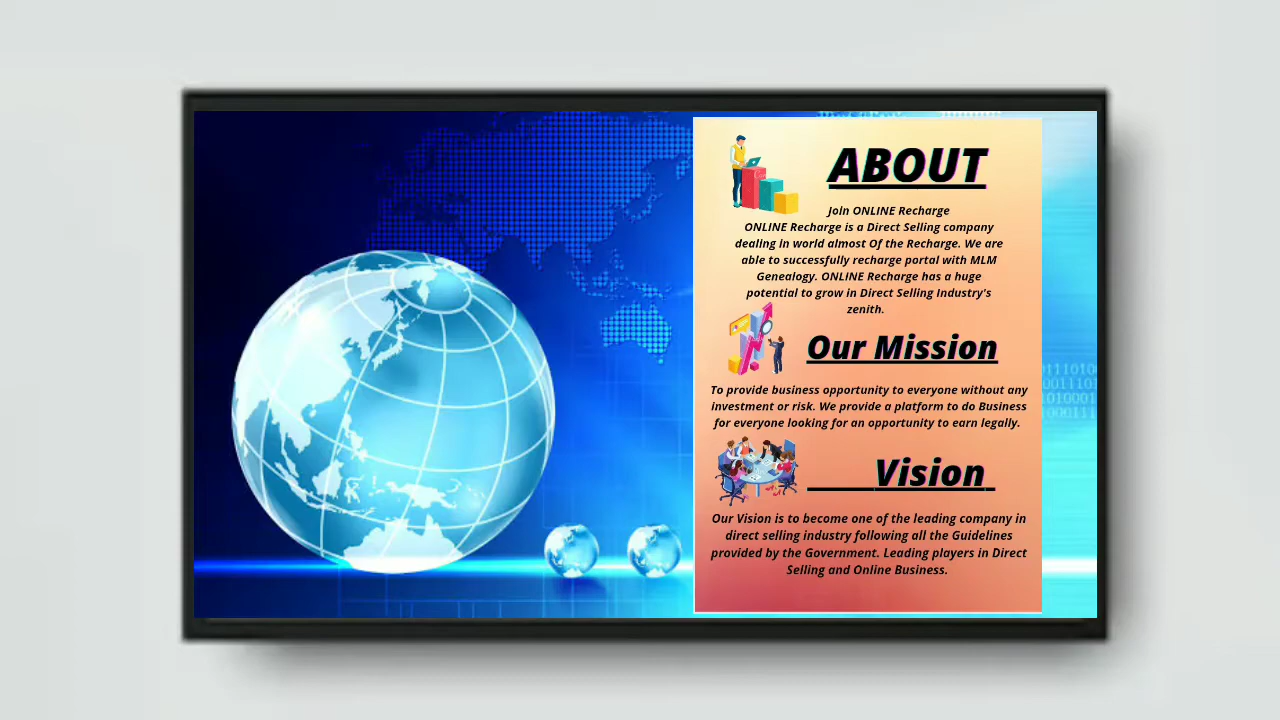 ABOUT
Join ONLINE Recharge
ONLINE Recharge is a Direct Selling company
dealing in world almost Of the Recharge. We are
able to successfully recharge portal with MLM
Genealogy. ONLINE Recharge has a huge
potential to grow in Direct Selling Industry's
zenith.
Our Mission
To provide business opportunity to everyone without any
investment or risk. We provide a platform to do Business
for everyone looking for an opportunity to earn legally.
Vision
Our Vision is to become one of the leading company in
direct selling industry following all the Guidelines
provided by the Government. Leading players in Direct
Selling and Online Business.